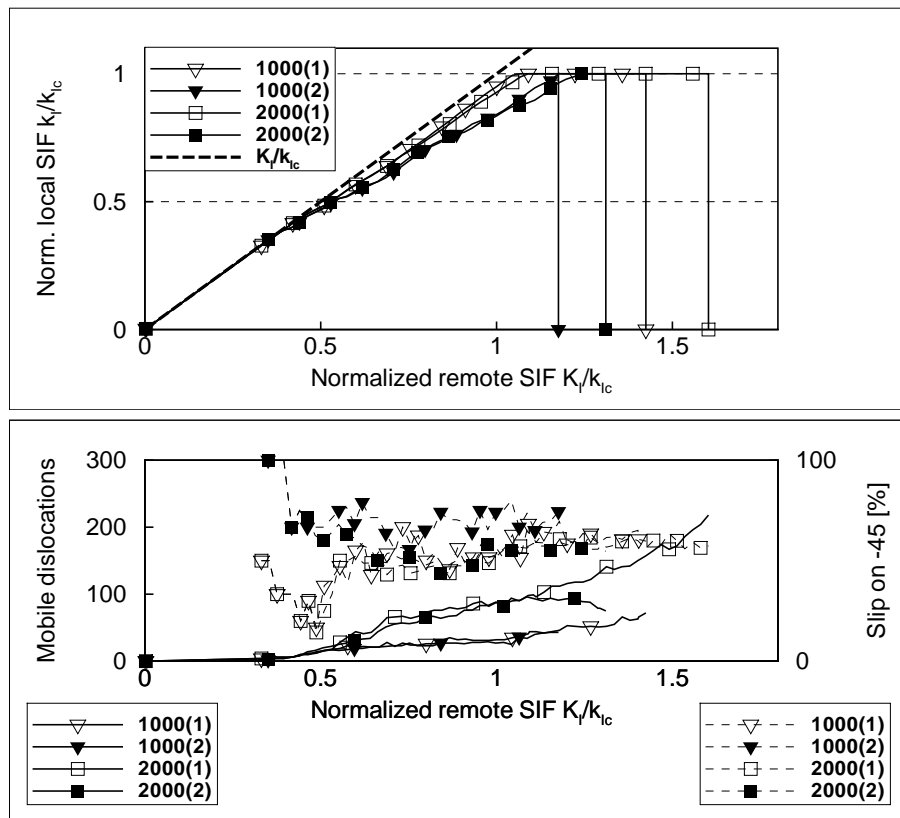 Norm. local SIF k_I/k_Ic
1
0.5
0
1000(1)
1000(2)
2000(1)
2000(2)
K_I/k_Ic
0 0.5 1 1.5
Normalized remote SIF K_I/k_Ic
Mobile dislocations
300
200
100
0
Slip on -45 [%]
100
0
0 0.5 1 1.5
Normalized remote SIF K_I/k_Ic
1000(1)
1000(2)
2000(1)
2000(2)
1000(1)
1000(2)
2000(1)
2000(2)